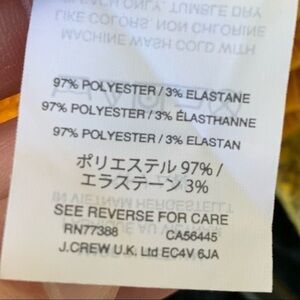 97% POLYESTER / 3% ELASTANE
97% POLYESTER / 3% ÉLASTHANNE
97% POLYESTER / 3% ELASTAN
ポリエステル 97% /
エラステーン 3%
SEE REVERSE FOR CARE
RN77388 CA56445
J.CREW U.K. Ltd EC4V 6JA